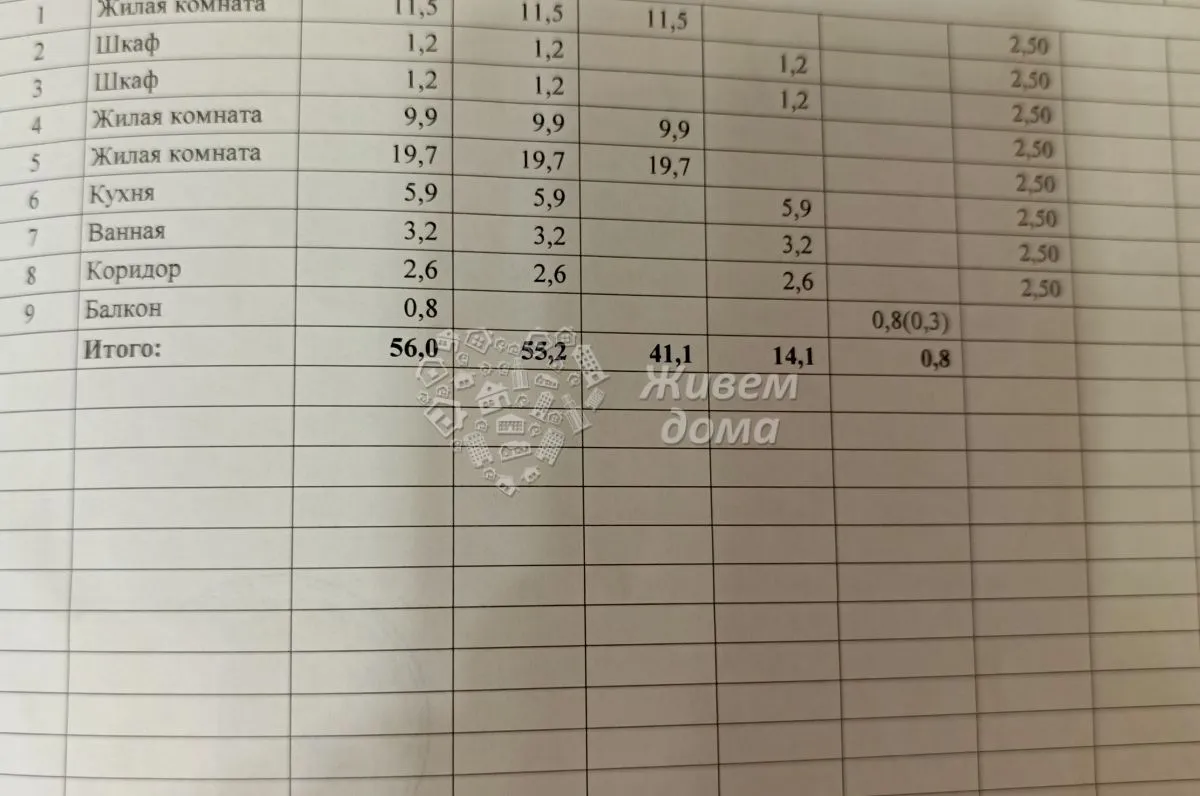 1 Жилая комната 11,5 11,5 11,5 2,50
2 Шкаф 1,2 1,2 1,2 2,50
3 Шкаф 1,2 1,2 1,2 2,50
4 Жилая комната 9,9 9,9 9,9 2,50
5 Жилая комната 19,7 19,7 19,7 2,50
6 Кухня 5,9 5,9 5,9 2,50
7 Ванная 3,2 3,2 3,2 2,50
8 Коридор 2,6 2,6 2,6 2,50
9 Балкон 0,8 0,8(0,3)
Итого: 56,0 55,2 41,1 14,1 0,8
Живем
дома